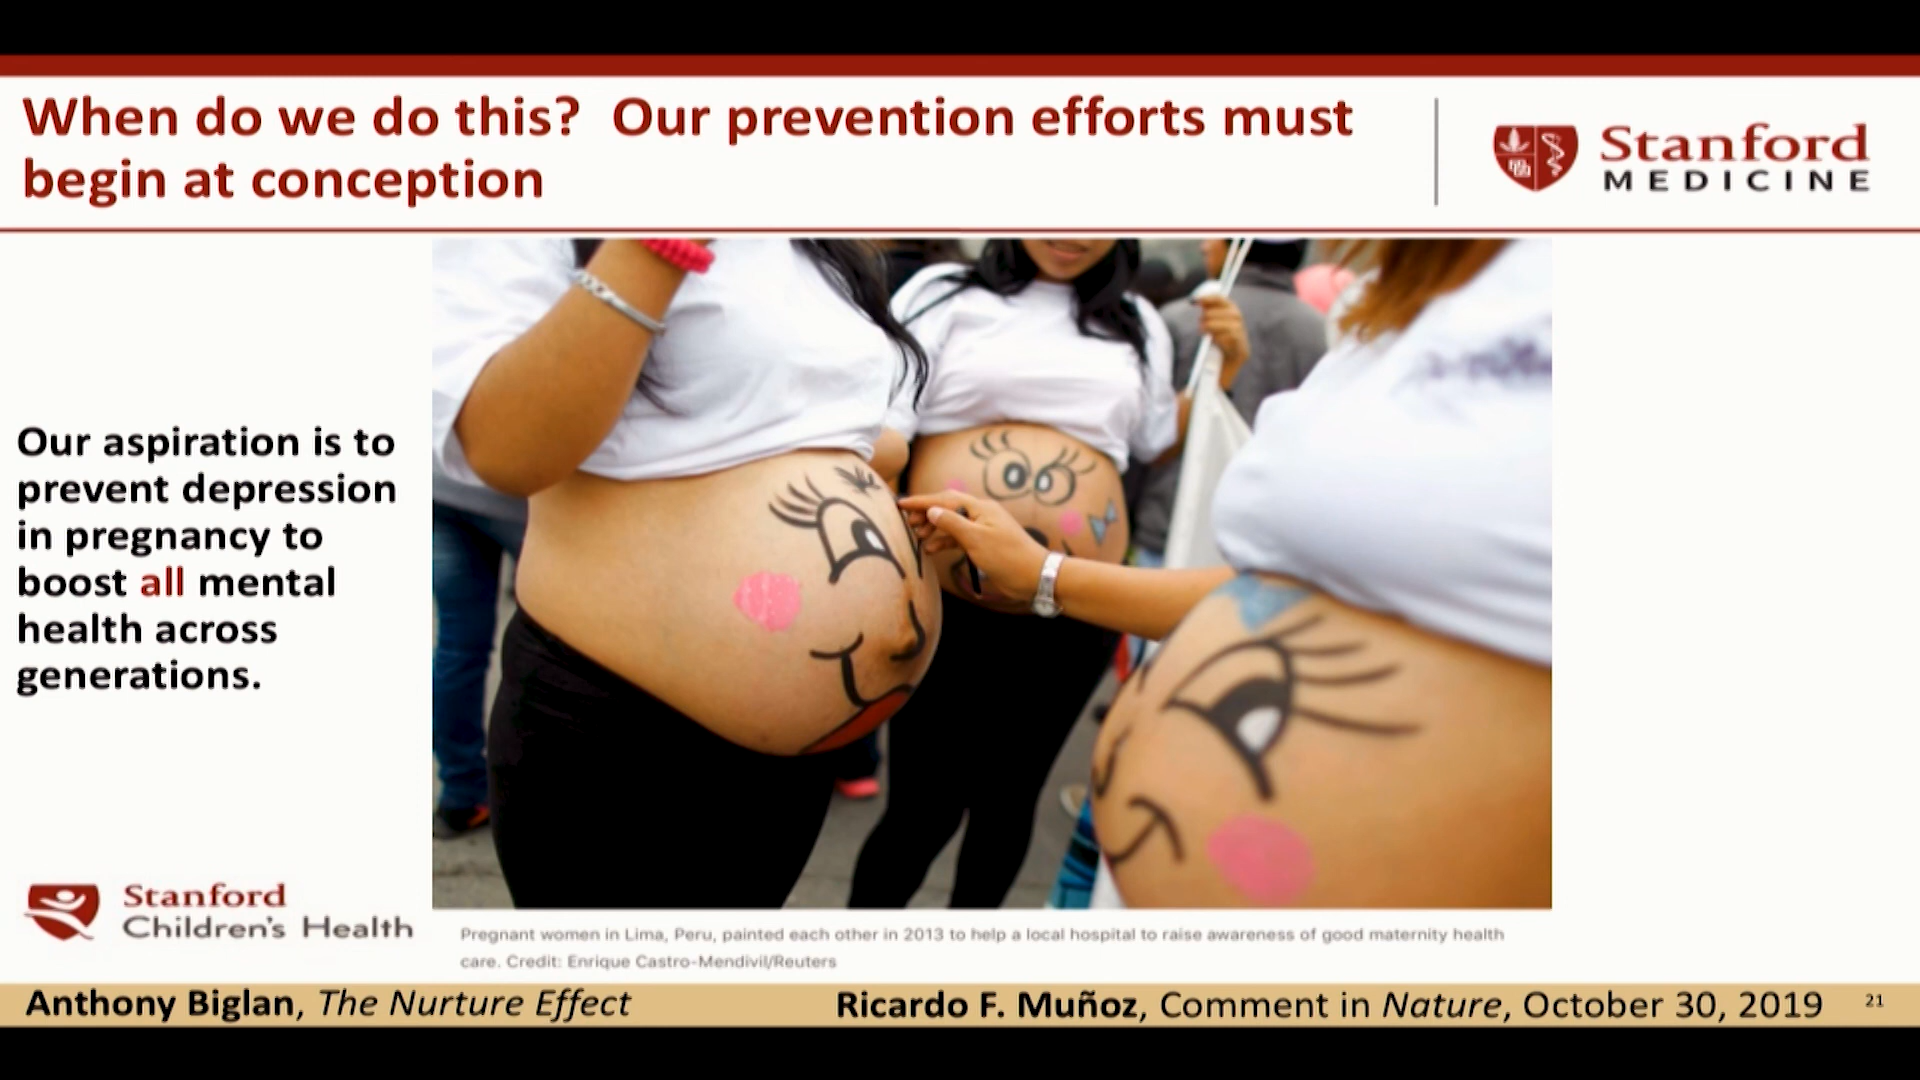 When do we do this? Our prevention efforts must
begin at conception
Stanford
MEDICINE
Our aspiration is to
prevent depression
in pregnancy to
boost all mental
health across
generations.
Stanford
Children's Health
Pregnant women in Lima, Peru, painted each other in 2013 to help a local hospital to raise awareness of good maternity health
care. Credit: Enrique Castro-Mendivil/Reuters
Anthony Biglan, The Nurture Effect
Ricardo F. Muñoz, Comment in Nature, October 30, 2019
21